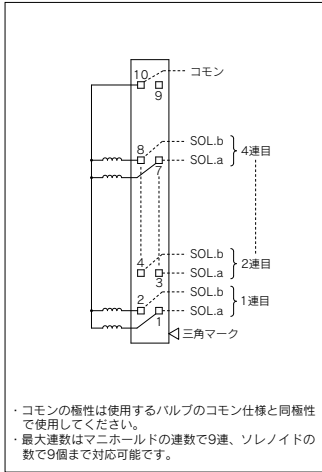 10
コモン
9
8
SOL.b
4連目
SOL.a
7
SOL.b
4
2連目
SOL.a
3
SOL.b
2
1連目
SOL.a
1
三角マーク
・コモンの極性は使用するバルブのコモン仕様と同極性
で使用してください。
・最大連数はマニホールドの連数で9連、ソレノイドの
数で9個まで対応可能です。